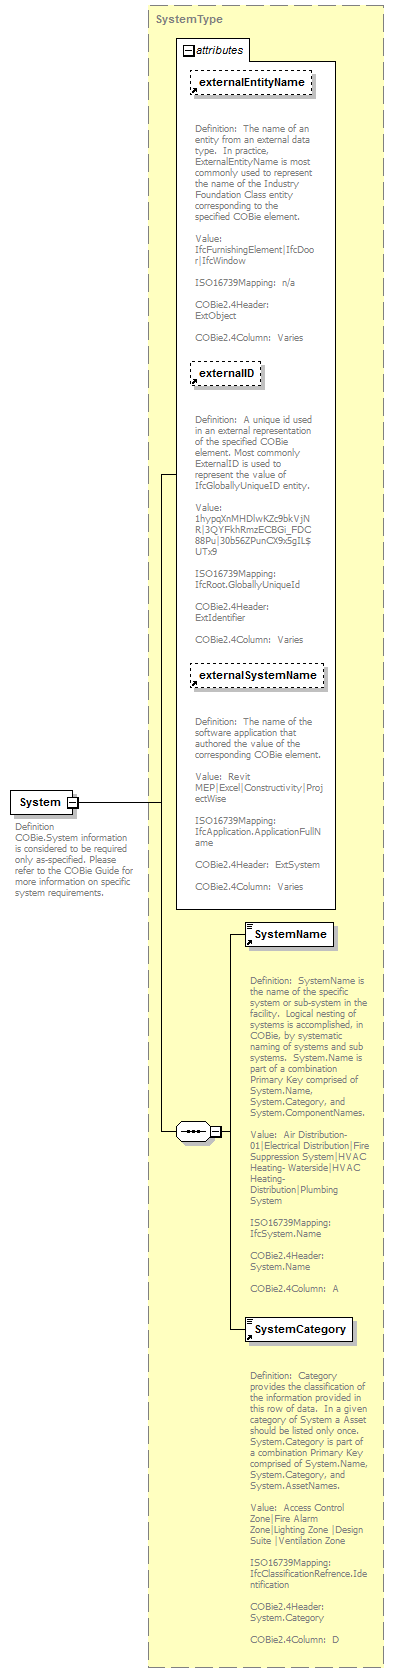 SystemType
attributes
externalEntityName
Definition:  The name of an
entity from an external data
type.  In practice,
ExternalEntityName is most
commonly used to represent
the name of the Industry
Foundation Class entity
corresponding to the
specified COBie element.
Value:
IfcFurnishingElement|IfcDoo
r|IfcWindow
ISO16739Mapping:  n/a
COBie2.4Header:
ExtObject
COBie2.4Column:  Varies
externalID
Definition:  A unique id used
in an external representation
of the specified COBie
element. Most commonly
ExternalID is used to
represent the value of
IfcGloballyUniqueID entity.
Value:
1hypqXnMHDlwKZc9bkVjN
R|3QYFkhRmzECBGi_FDC
88Pu|30b56ZPunCX9xSgIL$
UTx9
ISO16739Mapping:
IfcRoot.GloballyUniqueId
COBie2.4Header:
ExtIdentifier
COBie2.4Column:  Varies
externalSystemName
Definition:  The name of the
software application that
authored the value of the
corresponding COBie element.
Value:  Revit
MEP|Excel|Constructivity|Proj
ectWise
ISO16739Mapping:
IfcApplication.ApplicationFullN
ame
COBie2.4Header:  ExtSystem
COBie2.4Column:  Varies
System
Definition
COBie.System information
is considered to be required
only as-specified. Please
refer to the COBie Guide for
more information on specific
system requirements.
SystemName
Definition:  SystemName is
the name of the specific
system or sub-system in the
facility.  Logical nesting of
systems is accomplished, in
COBie, by systematic
naming of systems and sub
systems.  System.Name is
part of a combination
Primary Key comprised of
System.Name,
System.Category, and
System.ComponentNames.
Value:  Air Distribution-
01|Electrical Distribution|Fire
Suppression System|HVAC
Heating- Waterside|HVAC
Heating-
Distribution|Plumbing
System
ISO16739Mapping:
IfcSystem.Name
COBie2.4Header:
System.Name
COBie2.4Column:  A
SystemCategory
Definition:  Category
provides the classification of
the information provided in
this row of data.  In a given
category of System a Asset
should be listed only once.
System.Category is part of
a combination Primary Key
comprised of System.Name,
System.Category, and
System.AssetNames.
Value:  Access Control
Zone|Fire Alarm
Zone|Lighting Zone |Design
Suite |Ventilation Zone
ISO16739Mapping:
IfcClassificationRefrence.Ide
ntification
COBie2.4Header:
System.Category
COBie2.4Column:  D